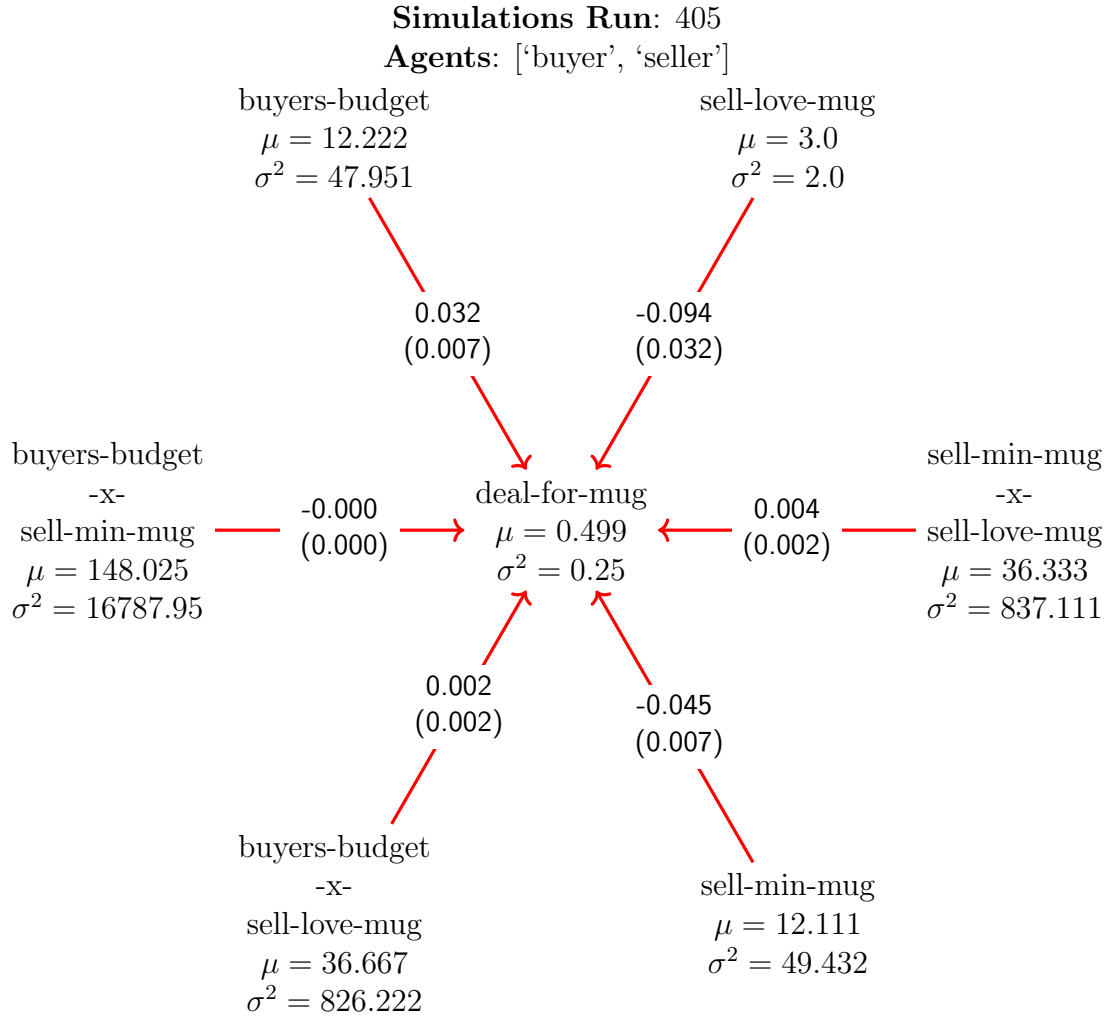 Simulations Run: 405
Agents: [‘buyer’, ‘seller’]
buyers-budget
μ = 12.222
σ² = 47.951
sell-love-mug
μ = 3.0
σ² = 2.0
0.032
(0.007)
-0.094
(0.032)
buyers-budget
-x-
sell-min-mug
μ = 148.025
σ² = 16787.95
-0.000
(0.000)
deal-for-mug
μ = 0.499
σ² = 0.25
0.004
(0.002)
sell-min-mug
-x-
sell-love-mug
μ = 36.333
σ² = 837.111
0.002
(0.002)
-0.045
(0.007)
buyers-budget
-x-
sell-love-mug
μ = 36.667
σ² = 826.222
sell-min-mug
μ = 12.111
σ² = 49.432